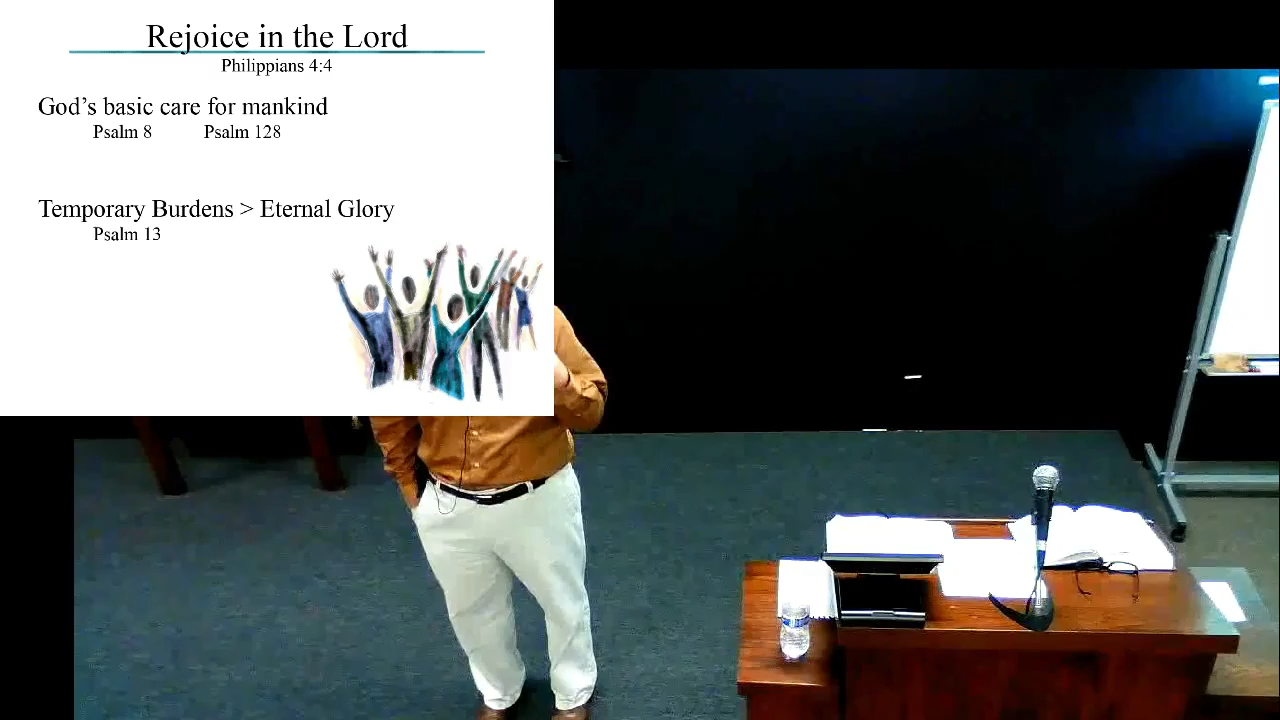 Rejoice in the Lord
Philippians 4:4
God's basic care for mankind
Psalm 8 Psalm 128
Temporary Burdens > Eternal Glory
Psalm 13